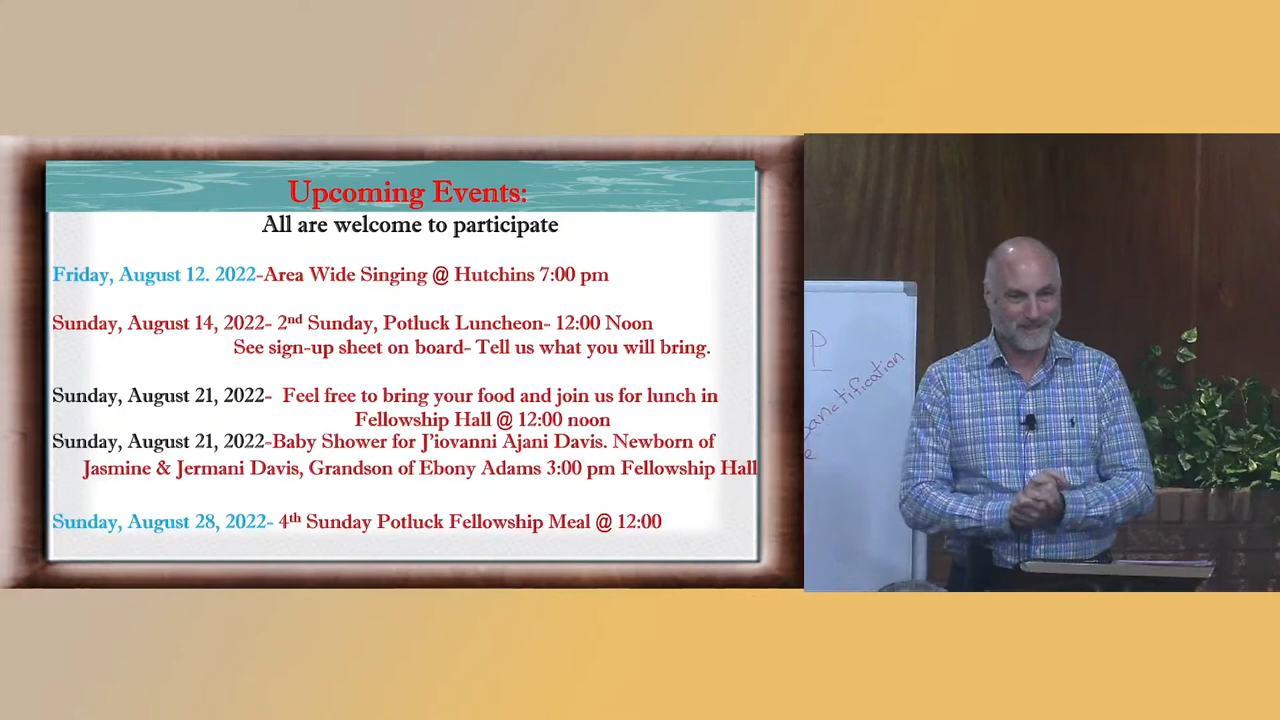 Upcoming Events:
All are welcome to participate
Friday, August 12. 2022-Area Wide Singing @ Hutchins 7:00 pm
Sunday, August 14, 2022- 2nd Sunday, Potluck Luncheon- 12:00 Noon
See sign-up sheet on board- Tell us what you will bring.
Sunday, August 21, 2022- Feel free to bring your food and join us for lunch in
Fellowship Hall @ 12:00 noon
Sunday, August 21, 2022-Baby Shower for J'iovanni Ajani Davis. Newborn of
Jasmine & Jermani Davis, Grandson of Ebony Adams 3:00 pm Fellowship Hall
Sunday, August 28, 2022- 4th Sunday Potluck Fellowship Meal @ 12:00
P
Sanctification
e